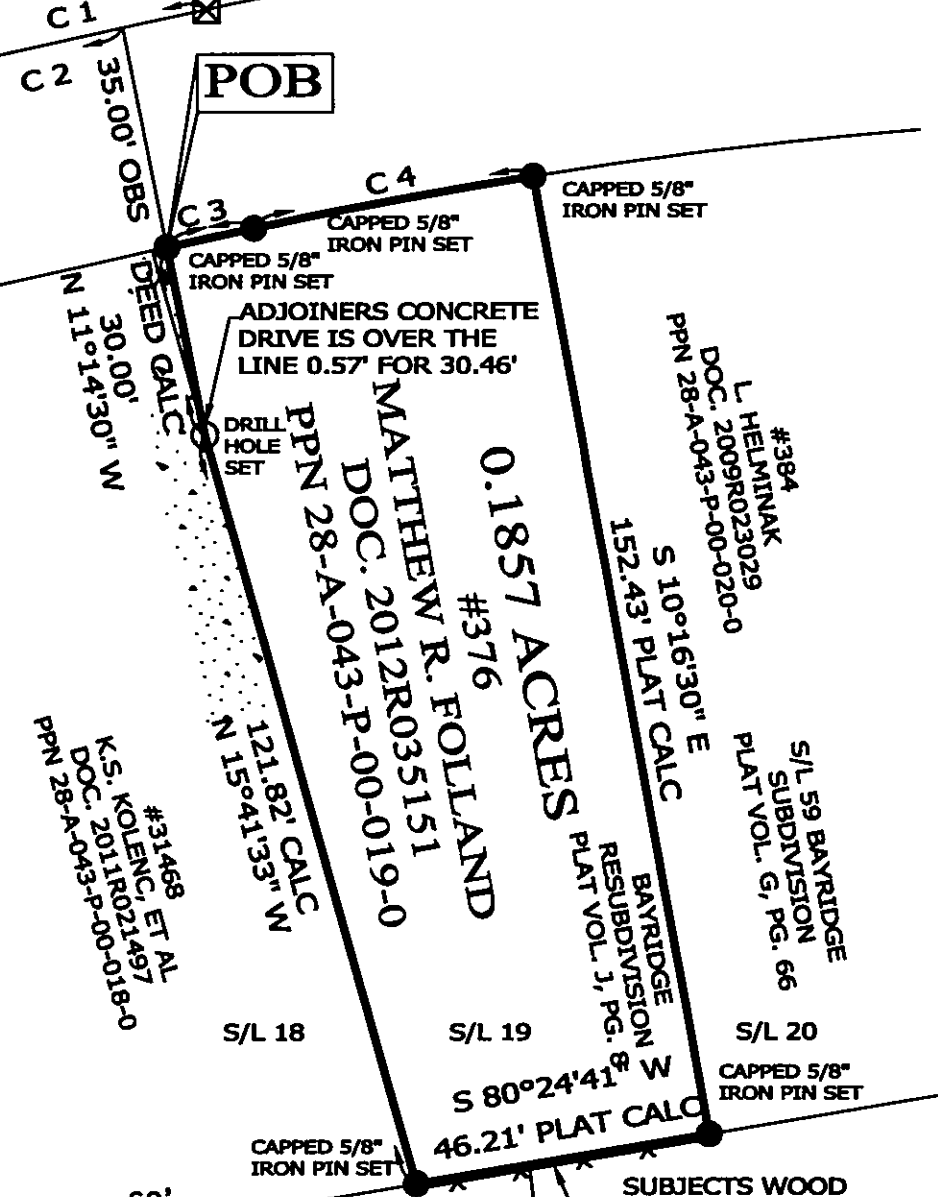 C 1
C 2
35.00' OBS
POB
C 3
C 4
CAPPED 5/8"
IRON PIN SET
CAPPED 5/8"
IRON PIN SET
CAPPED 5/8"
IRON PIN SET
DEED CALC
30.00'
N 11°14'30" W
ADJOINERS CONCRETE
DRIVE IS OVER THE
LINE 0.57' FOR 30.46'
DRILL
HOLE
SET
0.1857 ACRES
#376
MATTHEW R. FOLLAND
DOC. 2012R035151
PPN 28-A-043-P-00-019-0
#384
L. HELMINAK
DOC. 2009R023029
PPN 28-A-043-P-00-020-0
S 10°16'30" E
152.43' PLAT CALC
121.82' CALC
N 15°41'33" W
#31468
K.S. KOLENC, ET AL
DOC. 2011R021497
PPN 28-A-043-P-00-018-0
S/L 59 BAYRIDGE
SUBDIVISION
PLAT VOL. G, PG. 66
BAYRIDGE
RESUBDIVISION
PLAT VOL. J, PG. 8
S/L 18
S/L 19
S/L 20
S 80°24'41" W
46.21' PLAT CALC
CAPPED 5/8"
IRON PIN SET
CAPPED 5/8"
IRON PIN SET
SUBJECTS WOOD